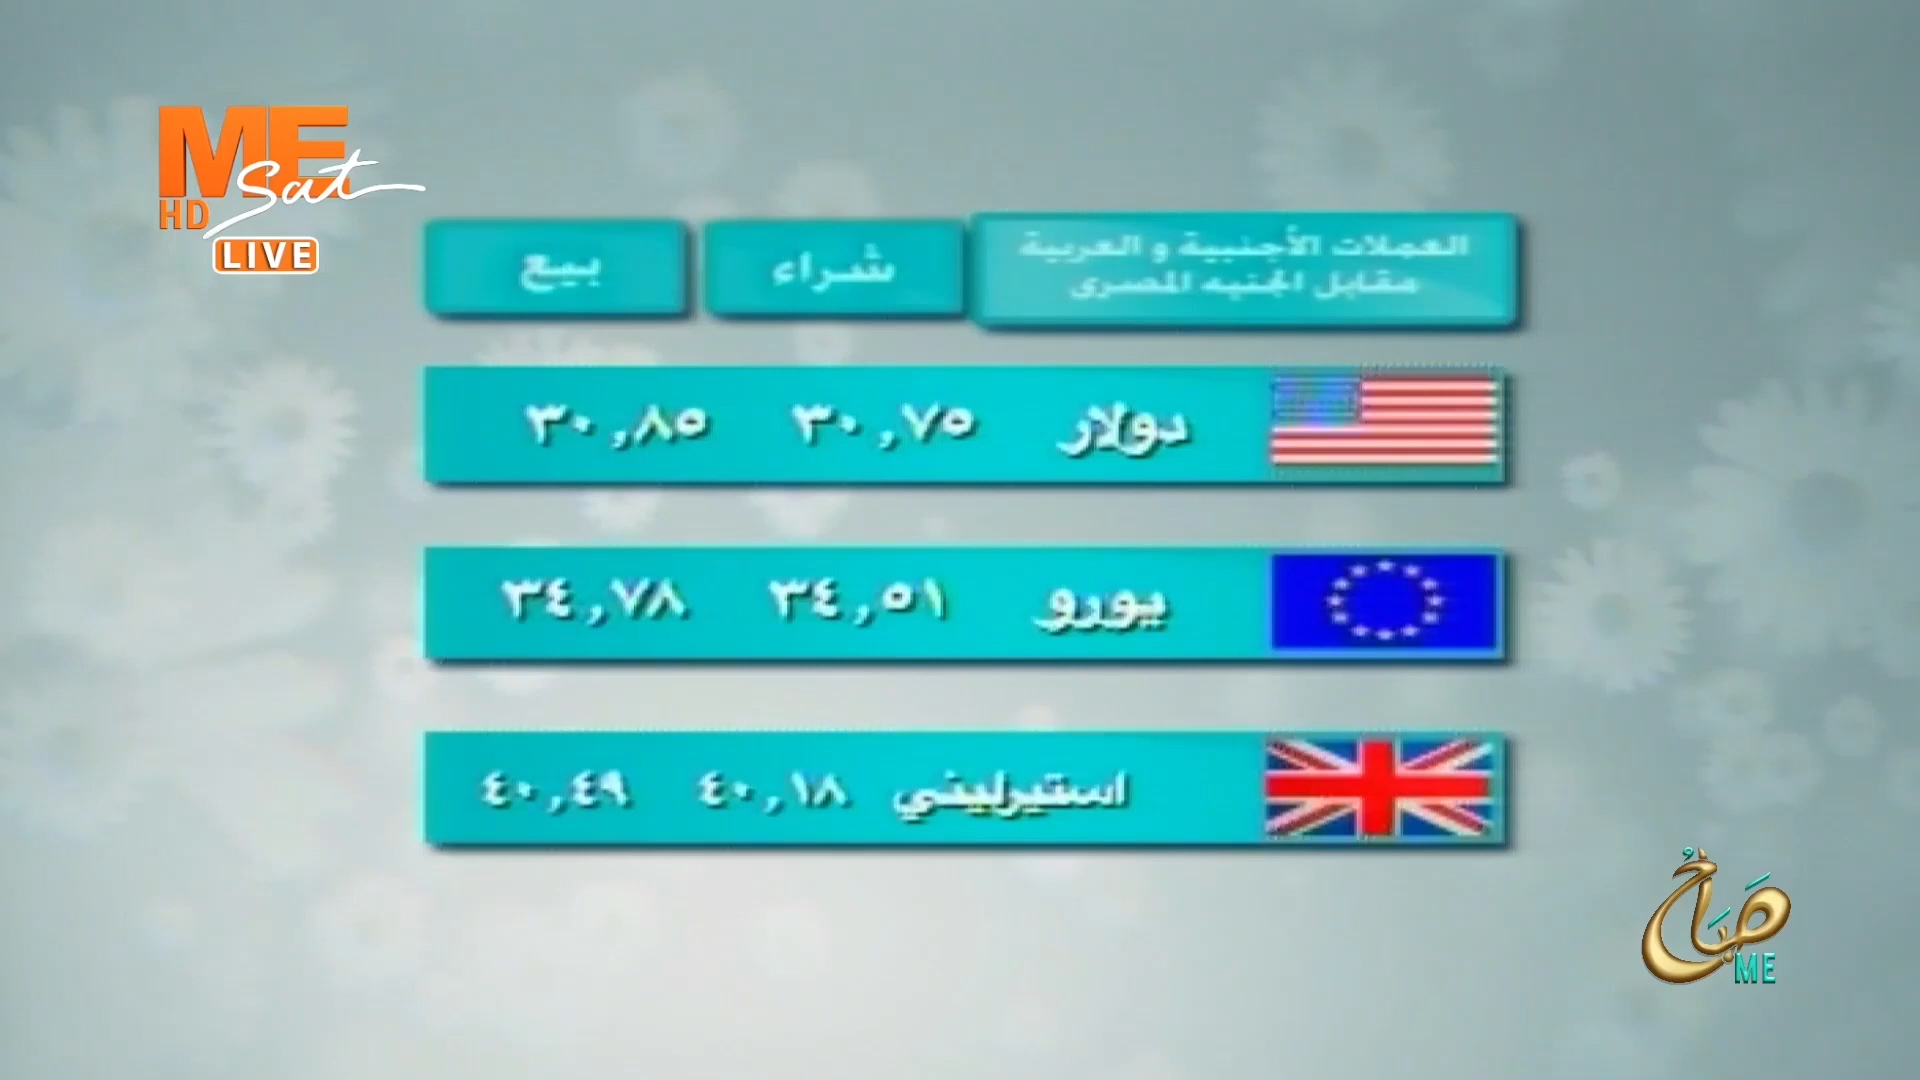 ME
Sat
HD
LIVE
العملات الأجنبية و العربية
مقابل الجنيه المصرى
شراء
بيع
دولار ٣٠,٧٥ ٣٠,٨٥
يورو ٣٤,٥١ ٣٤,٧٨
استيرليني ٤٠,١٨ ٤٠,٤٩
صَبَاحُ
ME